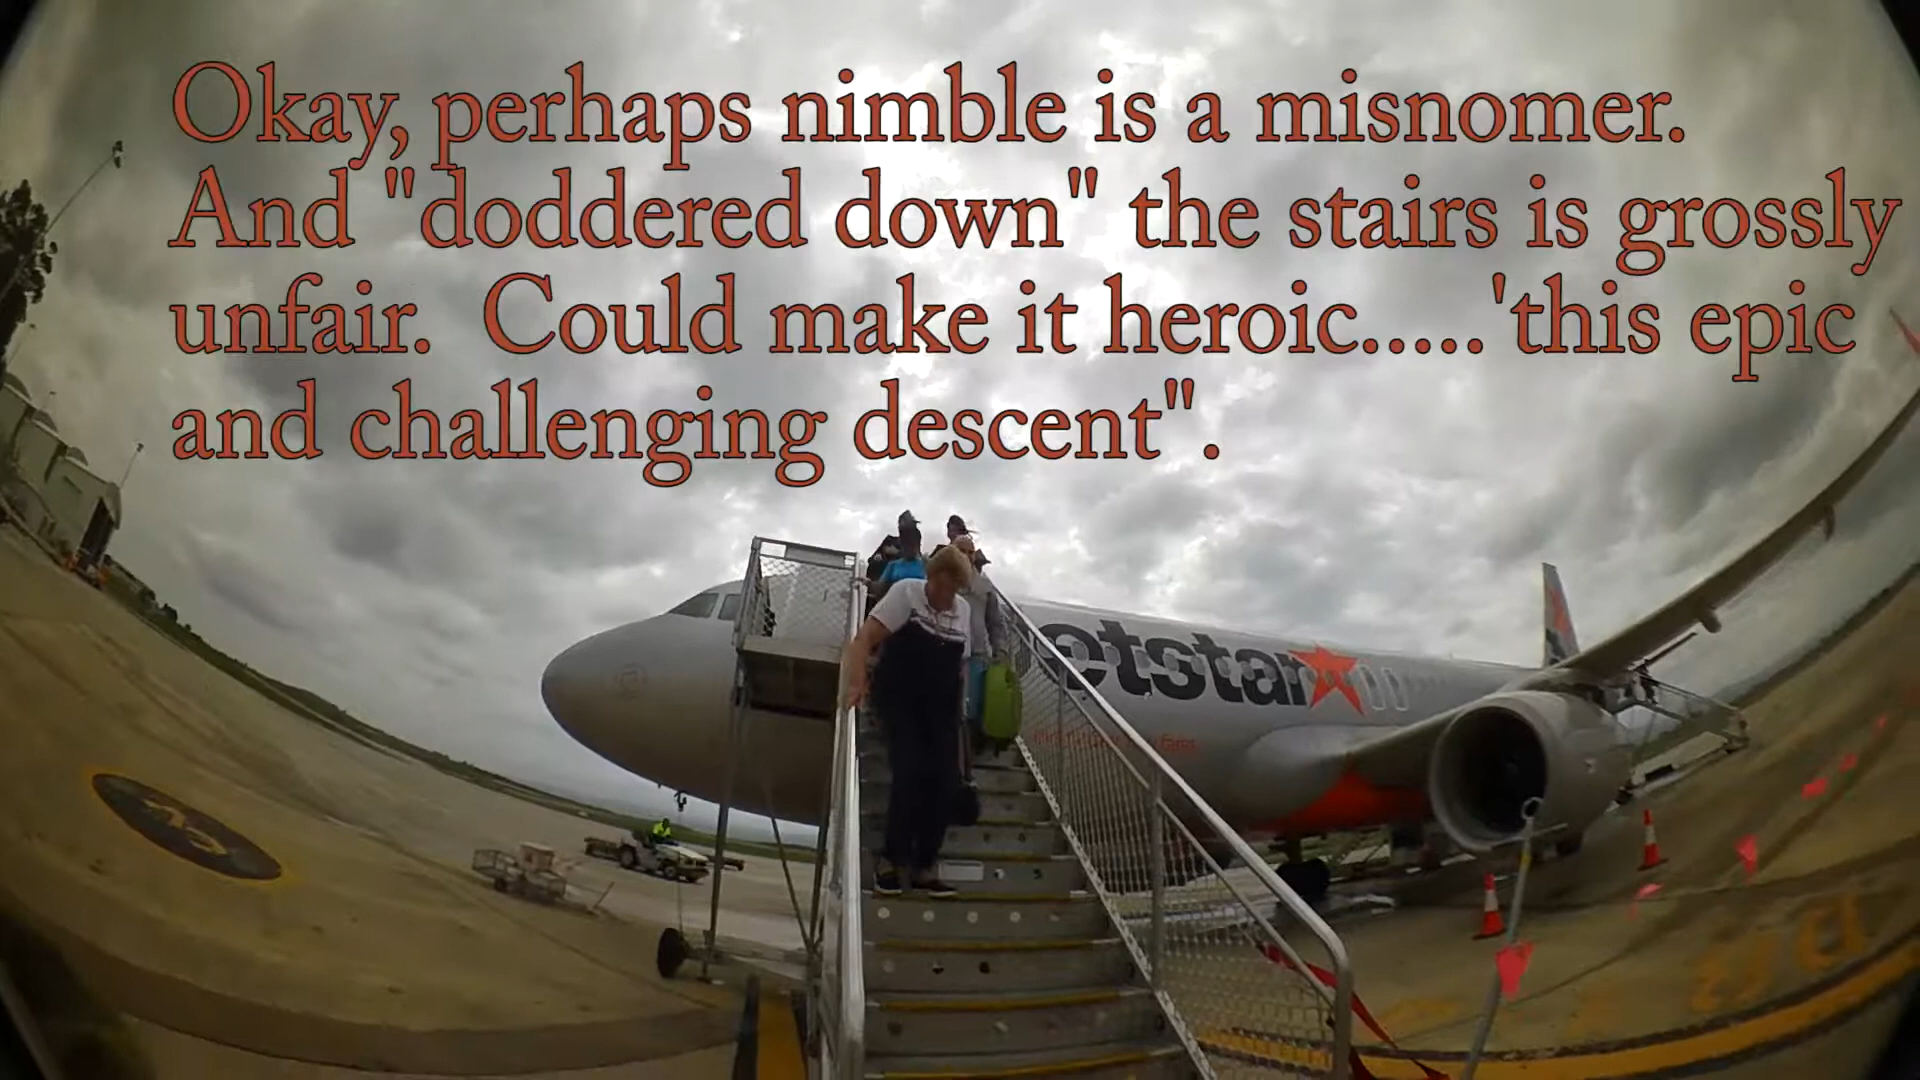 Okay, perhaps nimble is a misnomer.
And "doddered down" the stairs is grossly
unfair.  Could make it heroic.....'this epic
and challenging descent".
etstar